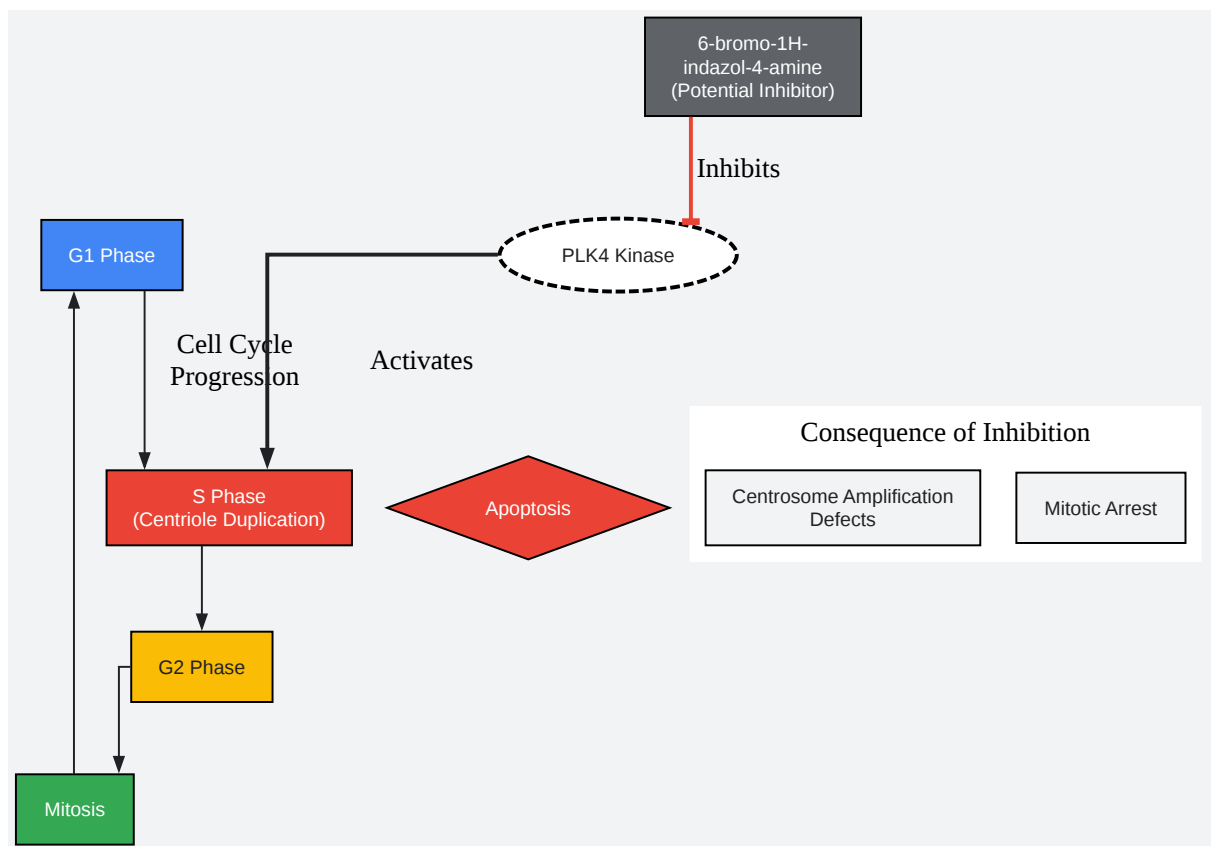 6-bromo-1H-
indazol-4-amine
(Potential Inhibitor)
Inhibits
G1 Phase
PLK4 Kinase
Cell Cycle
Progression
Activates
Consequence of Inhibition
S Phase
(Centriole Duplication)
Apoptosis
Centrosome Amplification
Defects
Mitotic Arrest
G2 Phase
Mitosis